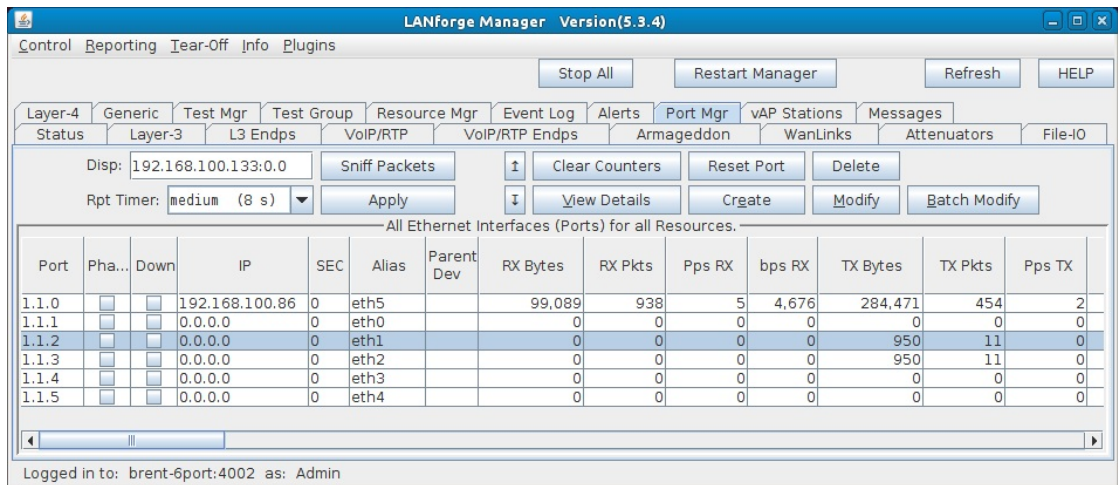 LANforge Manager Version(5.3.4)
Control Reporting Tear-Off Info Plugins
Stop All Restart Manager Refresh HELP
Layer-4 Generic Test Mgr Test Group Resource Mgr Event Log Alerts Port Mgr vAP Stations Messages
Status Layer-3 L3 Endps VoIP/RTP VoIP/RTP Endps Armageddon WanLinks Attenuators File-IO
Disp: 192.168.100.133:0.0 Sniff Packets ↑ Clear Counters Reset Port Delete
Rpt Timer: medium (8 s) Apply ↓ View Details Create Modify Batch Modify
All Ethernet Interfaces (Ports) for all Resources.
Port Pha... Down IP SEC Alias Parent Dev RX Bytes RX Pkts Pps RX bps RX TX Bytes TX Pkts Pps TX
1.1.0 192.168.100.86 0 eth5 99,089 938 5 4,676 284,471 454 2
1.1.1 0.0.0.0 0 eth0 0 0 0 0 0 0 0
1.1.2 0.0.0.0 0 eth1 0 0 0 0 950 11 0
1.1.3 0.0.0.0 0 eth2 0 0 0 0 950 11 0
1.1.4 0.0.0.0 0 eth3 0 0 0 0 0 0 0
1.1.5 0.0.0.0 0 eth4 0 0 0 0 0 0 0
Logged in to: brent-6port:4002 as: Admin